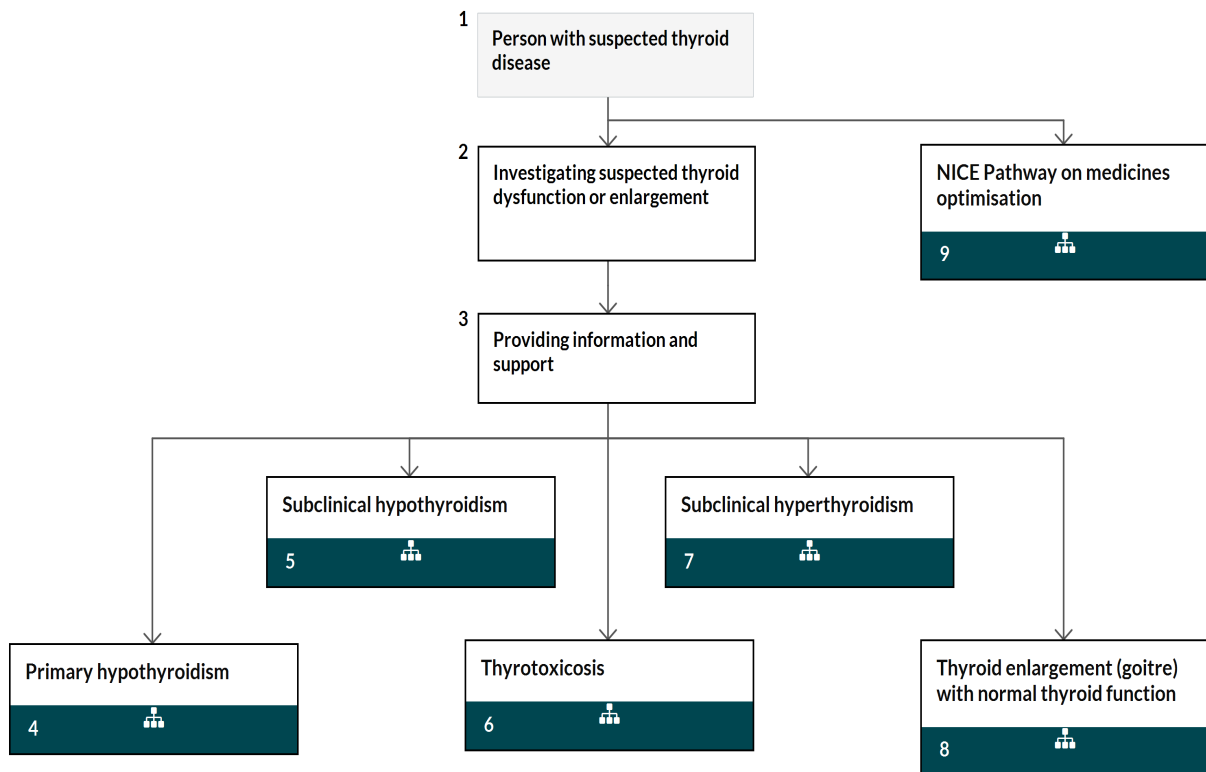 1
Person with suspected thyroid
disease
2
Investigating suspected thyroid
dysfunction or enlargement
NICE Pathway on medicines
optimisation
9
3
Providing information and
support
Subclinical hypothyroidism
5
Subclinical hyperthyroidism
7
Primary hypothyroidism
4
Thyrotoxicosis
6
Thyroid enlargement (goitre)
with normal thyroid function
8